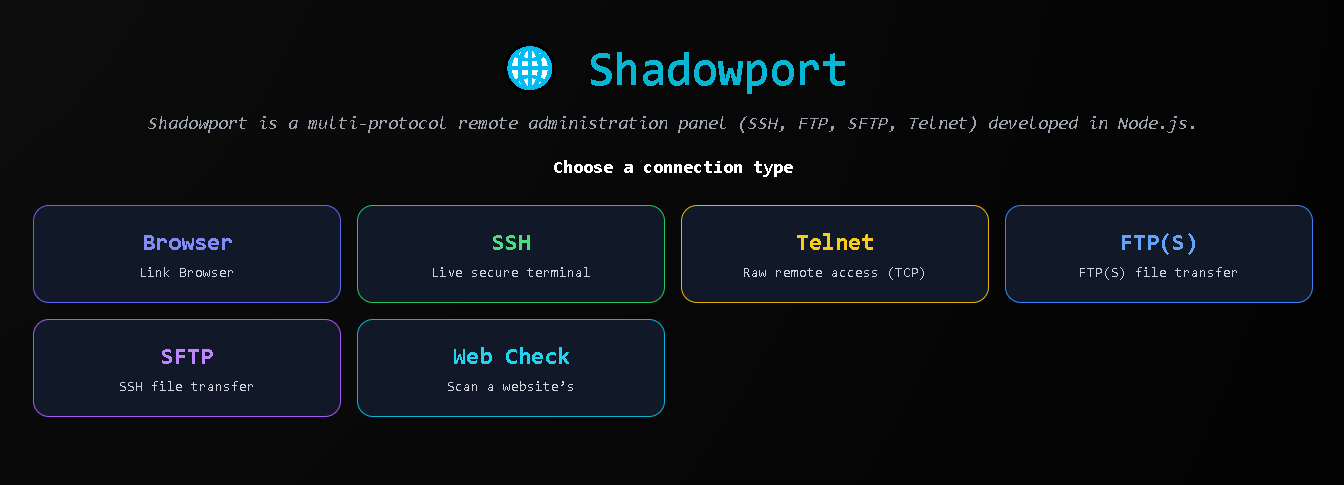 Shadowport
Shadowport is a multi-protocol remote administration panel (SSH, FTP, SFTP, Telnet) developed in Node.js.
Choose a connection type
Browser
Link Browser
SSH
Live secure terminal
Telnet
Raw remote access (TCP)
FTP(S)
FTP(S) file transfer
SFTP
SSH file transfer
Web Check
Scan a website’s